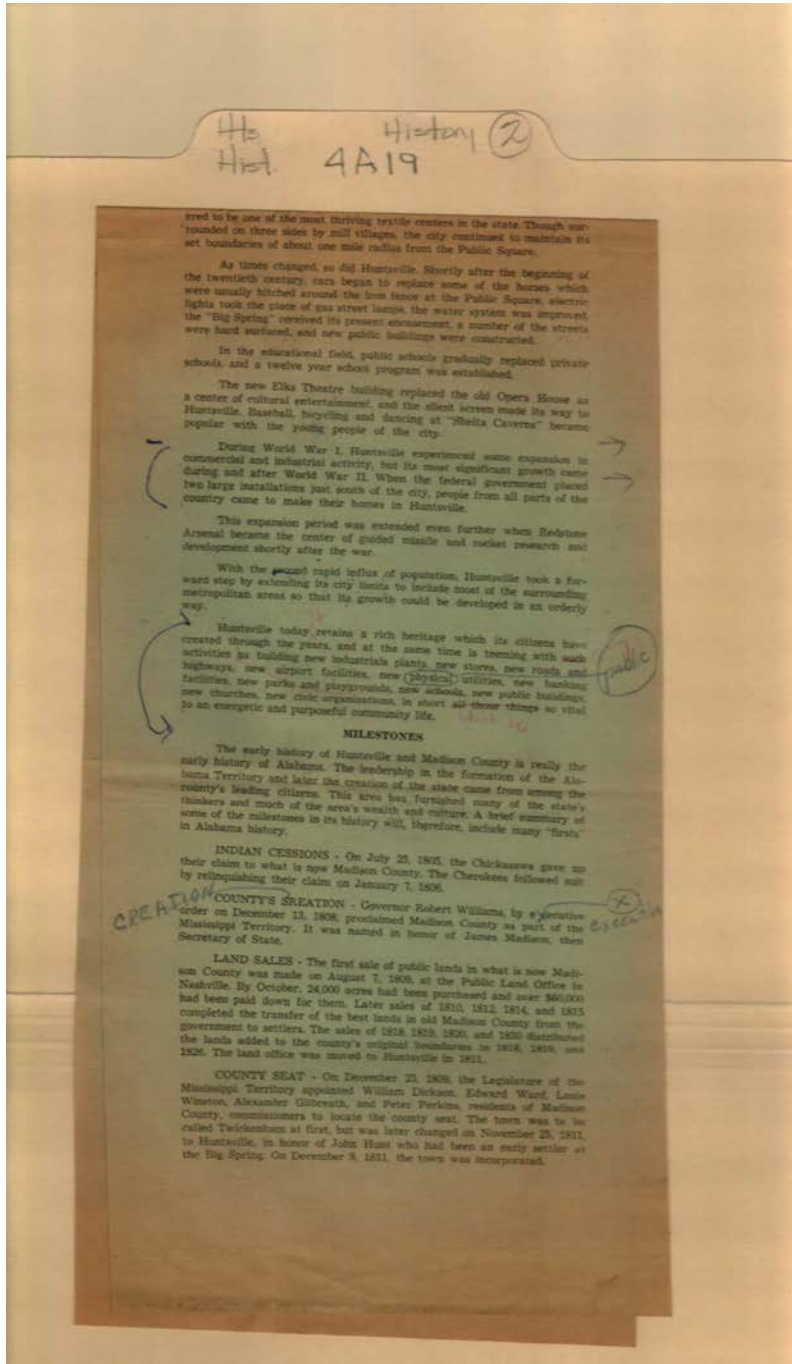 Hts History (2)
Hist. 4A19
ered to be one of the most thriving textile centers in the state. Though sur-
rounded on three sides by mill villages, the city continued to maintain its
set boundaries of about one mile radius from the Public Square.
As times changed, so did Huntsville. Shortly after the beginning of
the twentieth century, cars began to replace some of the horses which
were usually hitched around the iron fence at the Public Square, electric
lights took the place of gas street lamps, the water system was improved,
the "Big Spring" received its present encasement, a number of the streets
were hard surfaced, and new public buildings were constructed.
In the educational field, public schools gradually replaced private
schools, and a twelve year school program was established.
The new Elks Theatre building replaced the old Opera House as
a center of cultural entertainment, and the silent screen made its way to
Huntsville. Baseball, bicycling and dancing at "Shelta Caverns" became
popular with the young people of the city.
During World War I, Huntsville experienced some expansion in
commercial and industrial activity, but its most significant growth came
during and after World War II. When the federal government placed
two large installations just south of the city, people from all parts of the
country came to make their homes in Huntsville.
This expansion period was extended even further when Redstone
Arsenal became the center of guided missile and rocket research and
development shortly after the war.
With the second rapid influx of population, Huntsville took a for-
ward step by extending its city limits to include most of the surrounding
metropolitan areas so that its growth could be developed in an orderly
way.
Huntsville today retains a rich heritage which its citizens have
created through the years, and at the same time is teeming with such
activities as building new industrials plants, new stores, new roads and
public
highways, new airport facilities, new physical utilities, new banking
facilities, new parks and playgrounds, new schools, new public buidings,
new churches, new civic organizations, in short all those things so vital
to an energetic and purposeful community life.
MILESTONES
The early history of Huntsville and Madison County is really the
early history of Alabama. The leadership in the formation of the Ala-
bama Territory and later the creation of the state came from among the
county's leading citizens. This area has furnished many of the state's
thinkers and much of the area's wealth and culture. A brief summary of
some of the milestones in its history will, therefore, include many "firsts"
in Alabama history.
INDIAN CESSIONS - On July 23, 1805, the Chickasaws gave up
their claim to what is now Madison County. The Cherokees followed suit
by relinquishing their claim on January 7, 1806.
CREATION COUNTY'S SREATION - Governor Robert Williams, by executive
order on December 13, 1808, proclaimed Madison County as part of the executive
Mississippi Territory. It was named in honor of James Madison, then
Secretary of State.
LAND SALES - The first sale of public lands in what is now Madi-
son County was made on August 7, 1809, at the Public Land Office in
Nashville. By October, 24,000 acres had been purchased and over $60,000
had been paid down for them. Later sales of 1810, 1812, 1814, and 1815
completed the transfer of the best lands in old Madison County from the
government to settlers. The sales of 1818, 1819, 1820, and 1830 distributed
the lands added to the county's original boundaries in 1818, 1819, and
1826. The land office was moved to Huntsville in 1811.
COUNTY SEAT - On December 23, 1809, the Legislature of the
Mississippi Territory appointed William Dickson, Edward Ward, Louis
Winston, Alexander Gilbreath, and Peter Perkins, residents of Madison
County, commissioners to locate the county seat. The town was to be
called Twickenham at first, but was later changed on November 25, 1811,
to Huntsville, in honor of John Hunt who had been an early settler at
the Big Spring. On December 9, 1811, the town was incorporated.